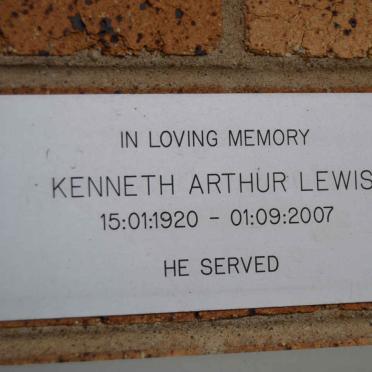 IN LOVING MEMORY
KENNETH ARTHUR LEWIS
15:01:1920 - 01:09:2007
HE SERVED